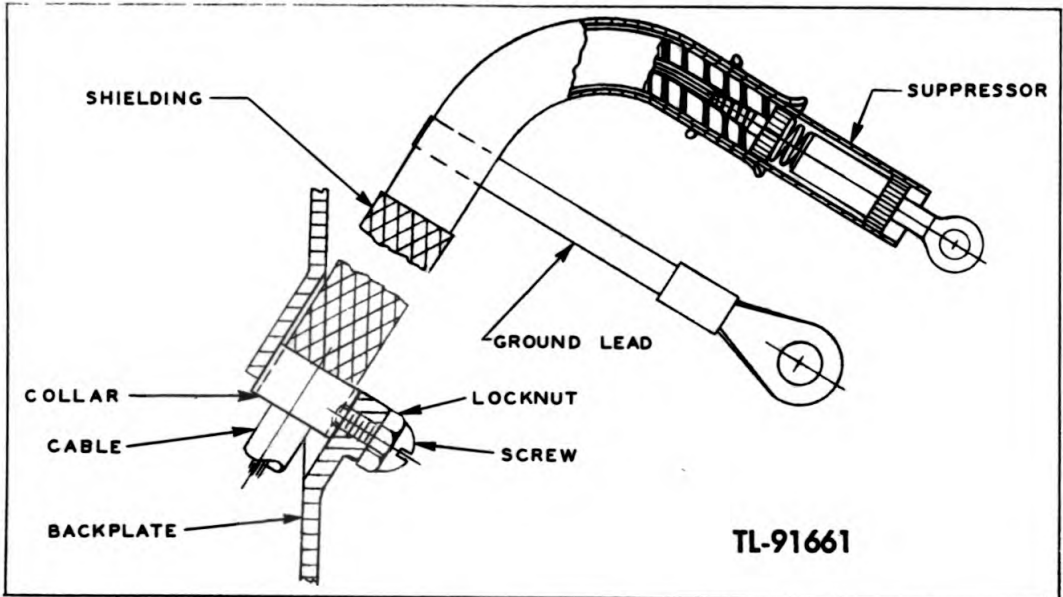 SHIELDING
SUPPRESSOR
GROUND LEAD
COLLAR
LOCKNUT
CABLE
SCREW
BACKPLATE
TL-91661